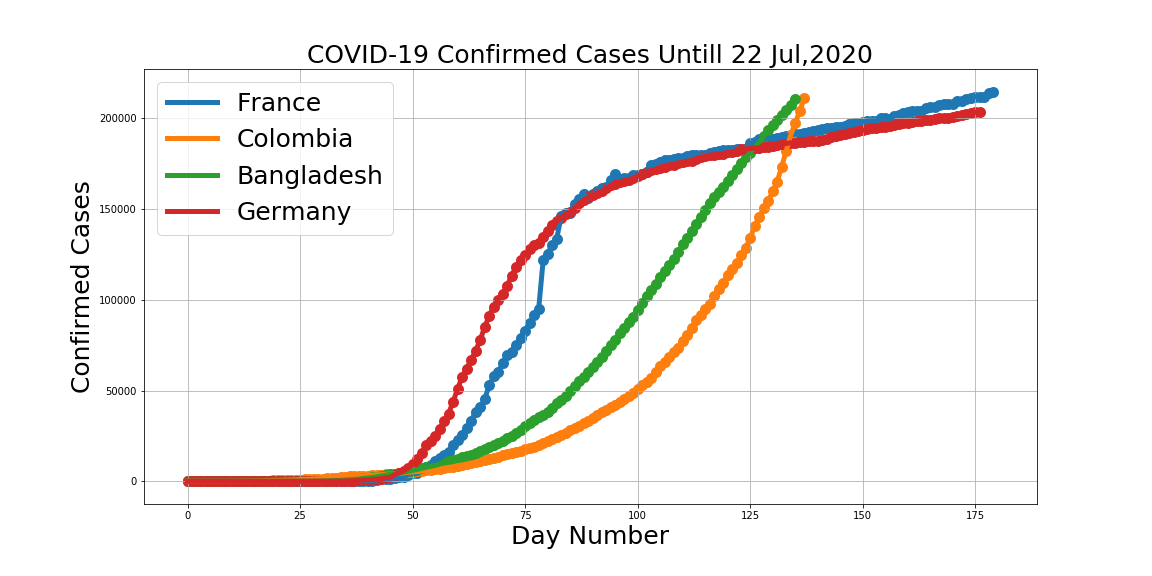 COVID-19 Confirmed Cases Untill 22 Jul,2020
France
Colombia
Bangladesh
Germany
Confirmed Cases
200000
150000
100000
50000
0
0 25 50 75 100 125 150 175
Day Number